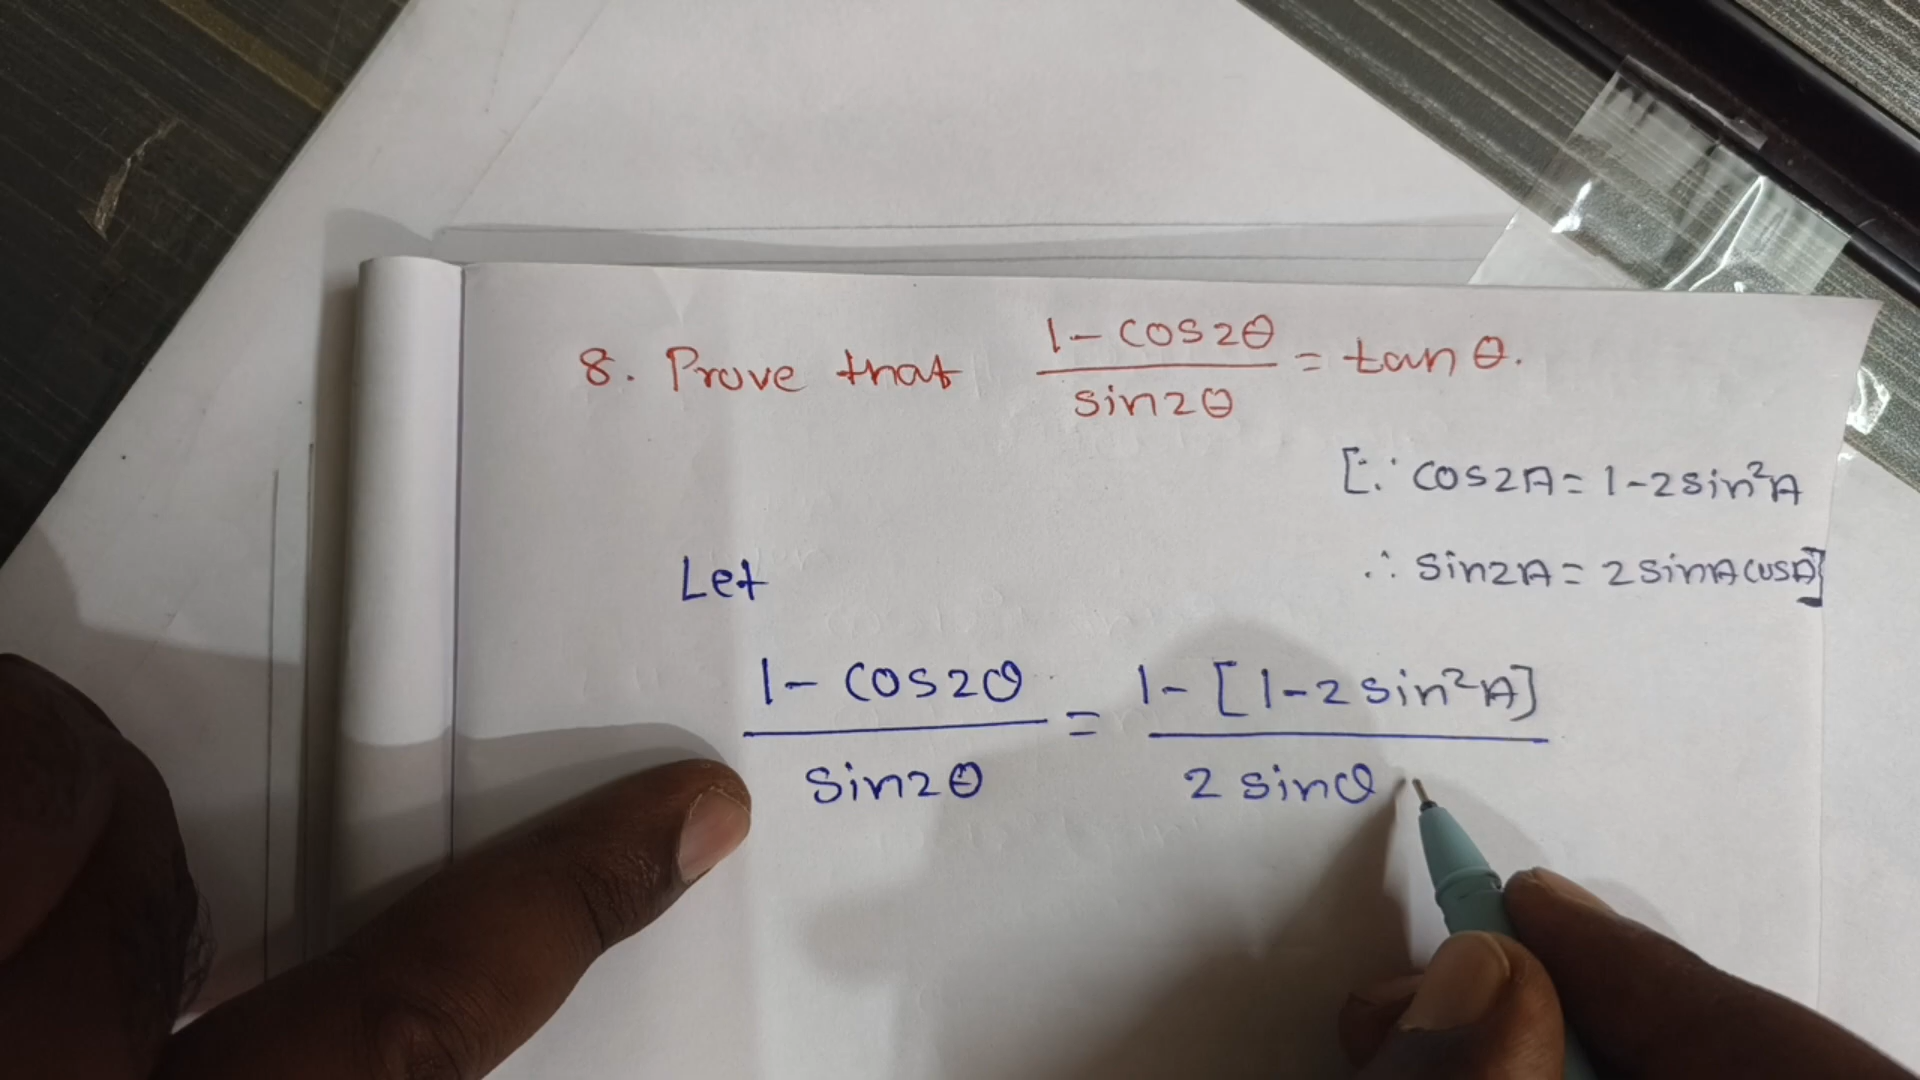 8. Prove that (1-cos2θ)/(sin2θ) = tan θ.
[∵ cos2A = 1-2sin²A
∴ sin2A = 2sinA cosA]
Let
(1-cos2θ)/(sin2θ) = (1-[1-2sin²A])/(2 sinθ)